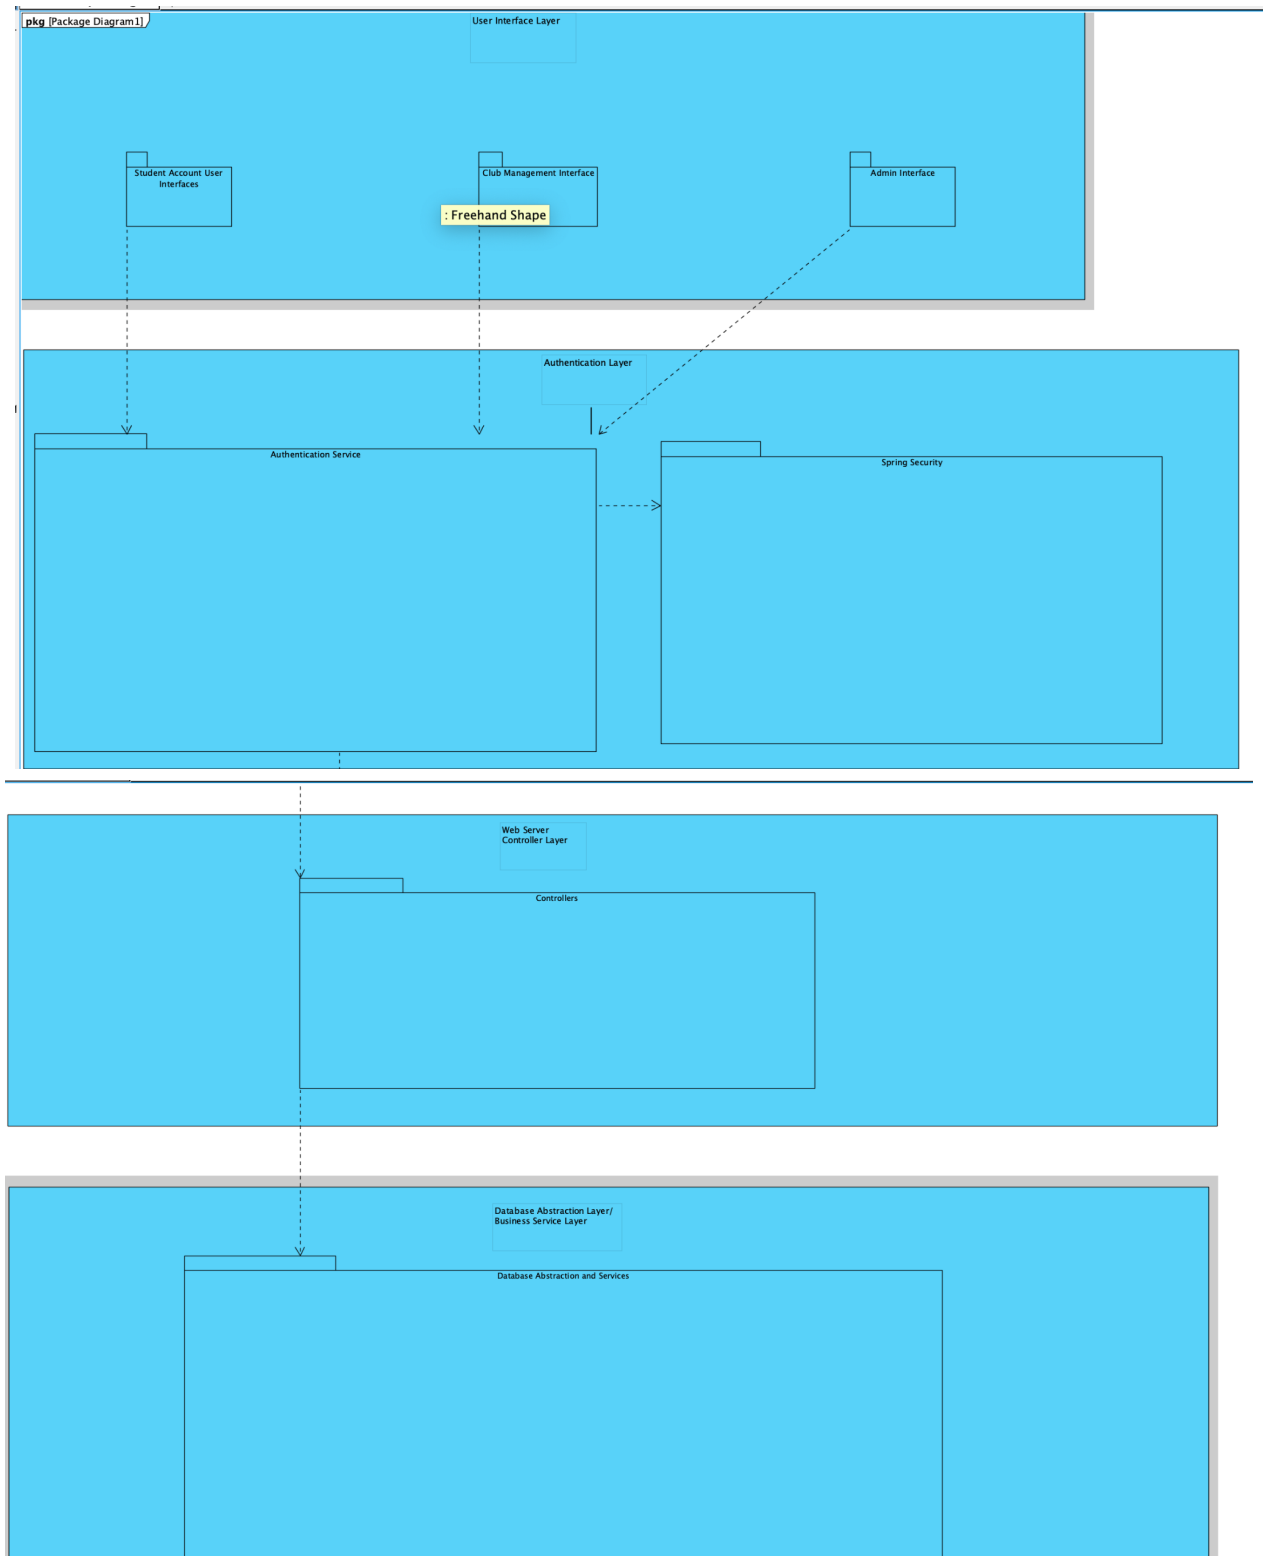 pkg [Package Diagram1]
User Interface Layer
Student Account User
Interfaces
Club Management Interface
Admin Interface
: Freehand Shape
Authentication Layer
Authentication Service
Spring Security
Web Server
Controller Layer
Controllers
Database Abstraction Layer/
Business Service Layer
Database Abstraction and Services